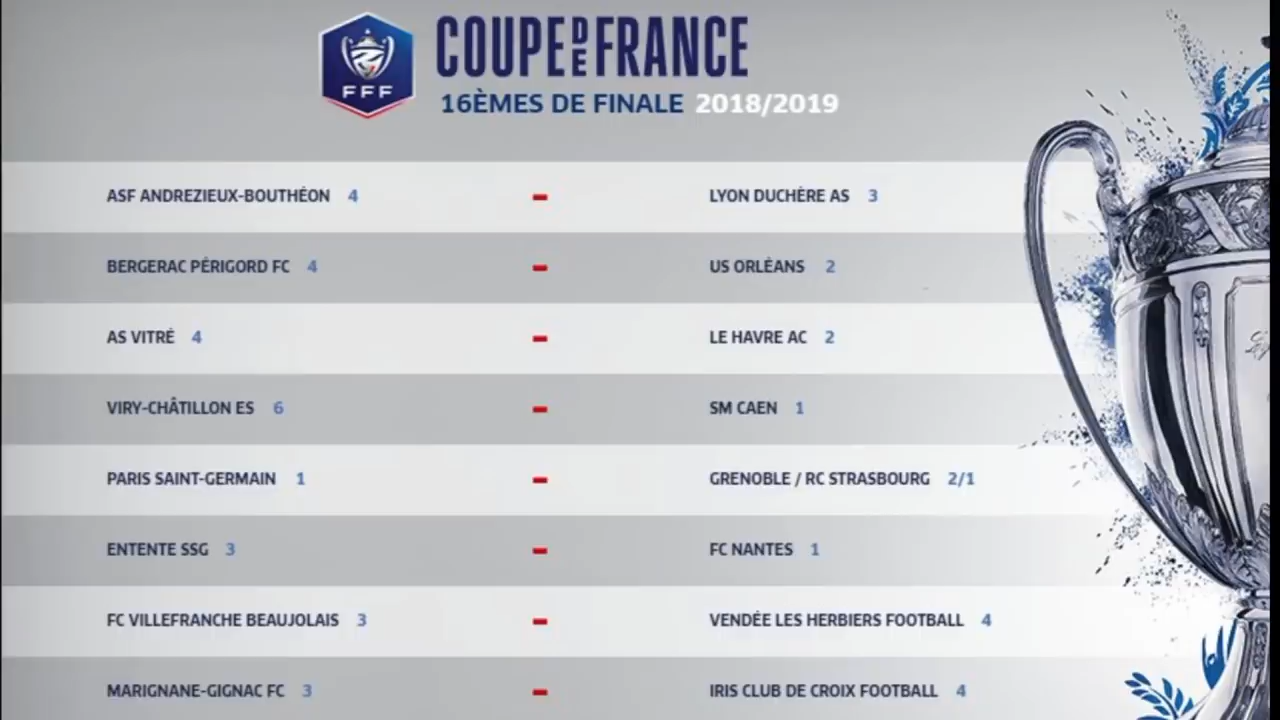 COUPE DE FRANCE
FFF
16ÈMES DE FINALE 2018/2019
ASF ANDREZIEUX-BOUTHÉON 4 - LYON DUCHÈRE AS 3
BERGERAC PÉRIGORD FC 4 - US ORLÉANS 2
AS VITRÉ 4 - LE HAVRE AC 2
VIRY-CHÂTILLON ES 6 - SM CAEN 1
PARIS SAINT-GERMAIN 1 - GRENOBLE / RC STRASBOURG 2/1
ENTENTE SSG 3 - FC NANTES 1
FC VILLEFRANCHE BEAUJOLAIS 3 - VENDÉE LES HERBIERS FOOTBALL 4
MARIGNANE-GIGNAC FC 3 - IRIS CLUB DE CROIX FOOTBALL 4